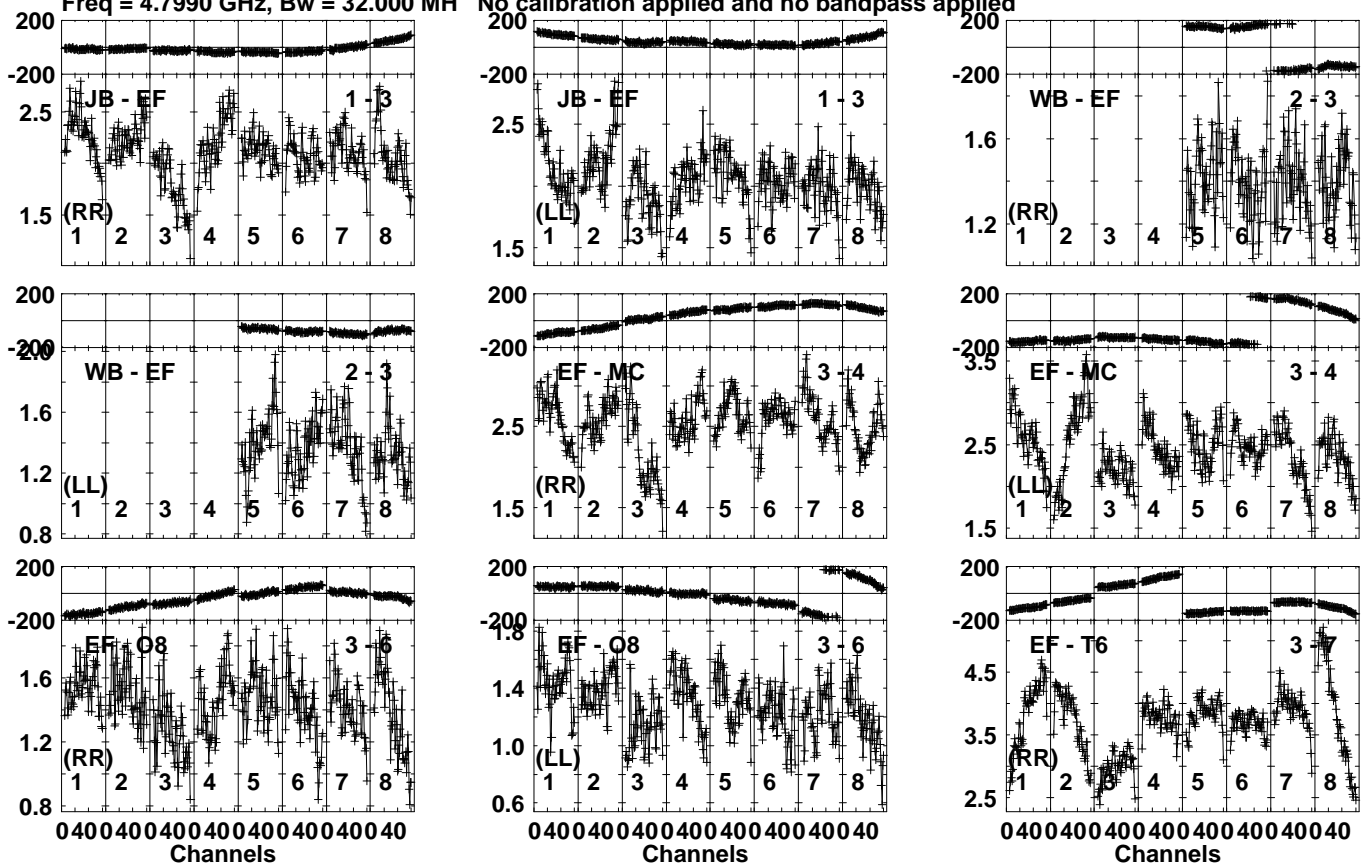 Freq = 4.7990 GHz, Bw = 32.000 MH No calibration applied and no bandpass applied
200
-200
2.5
1.5
JB - EF
1 - 3
(RR)
1 2 3 4 5 6 7 8
200
-200
2.5
1.5
JB - EF
1 - 3
(LL)
1 2 3 4 5 6 7 8
200
-200
1.6
1.2
WB - EF
2 - 3
(RR)
1 2 3 4 5 6 7 8
200
-200
2.0
1.6
1.2
0.8
WB - EF
2 - 3
(LL)
1 2 3 4 5 6 7 8
200
-200
2.5
1.5
EF - MC
3 - 4
(RR)
1 2 3 4 5 6 7 8
200
-200
3.5
2.5
1.5
EF - MC
3 - 4
(LL)
1 2 3 4 5 6 7 8
200
-200
1.6
1.2
0.8
EF - O8
3 - 6
(RR)
1 2 3 4 5 6 7 8
0 40 0 40 0 40 0 40 0 40 0 40 0 40 0 40
Channels
200
-200
1.8
1.4
1.0
0.6
EF - O8
3 - 6
(LL)
1 2 3 4 5 6 7 8
0 40 0 40 0 40 0 40 0 40 0 40 0 40 0 40
Channels
200
-200
4.5
3.5
2.5
EF - T6
3 - 7
(RR)
1 2 3 4 5 6 7 8
0 40 0 40 0 40 0 40 0 40 0 40 0 40 0 40
Channels